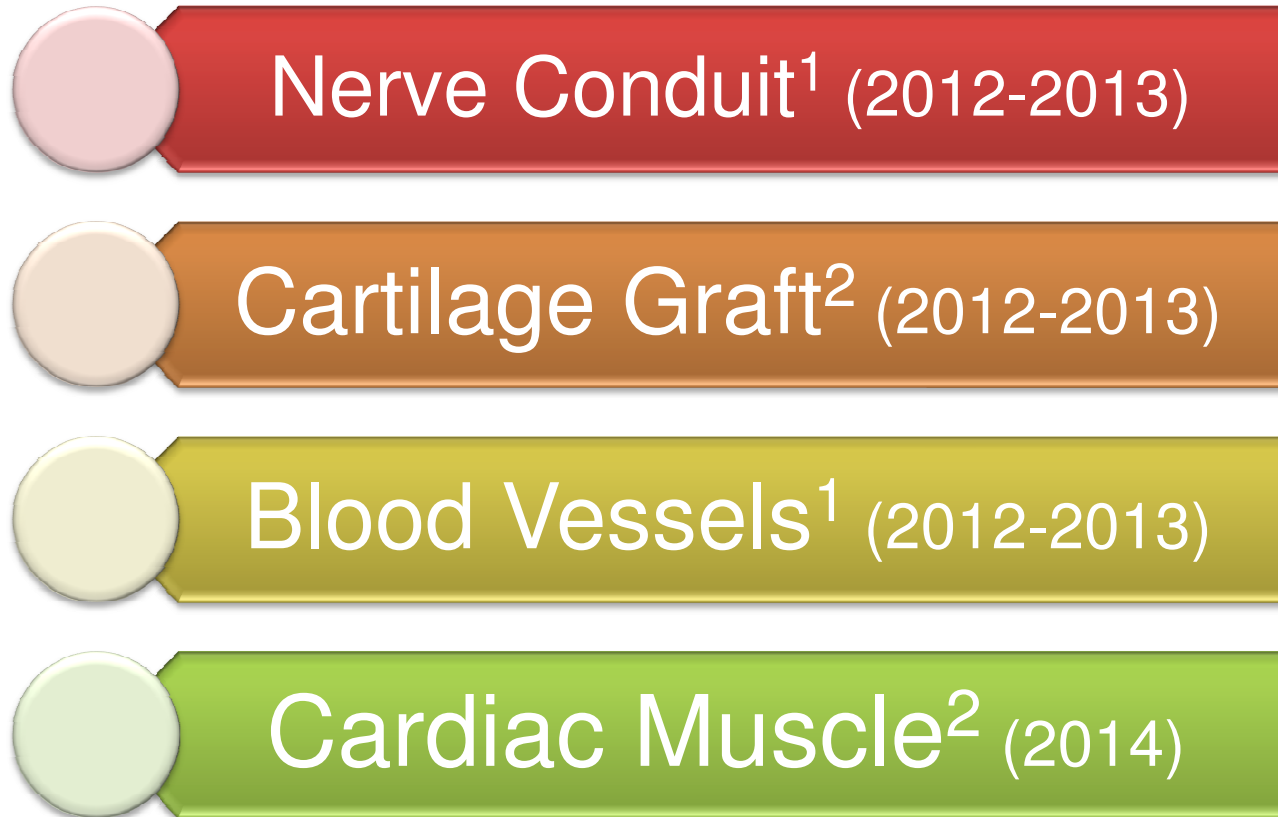 Nerve Conduit¹ (2012-2013)
Cartilage Graft² (2012-2013)
Blood Vessels¹ (2012-2013)
Cardiac Muscle² (2014)